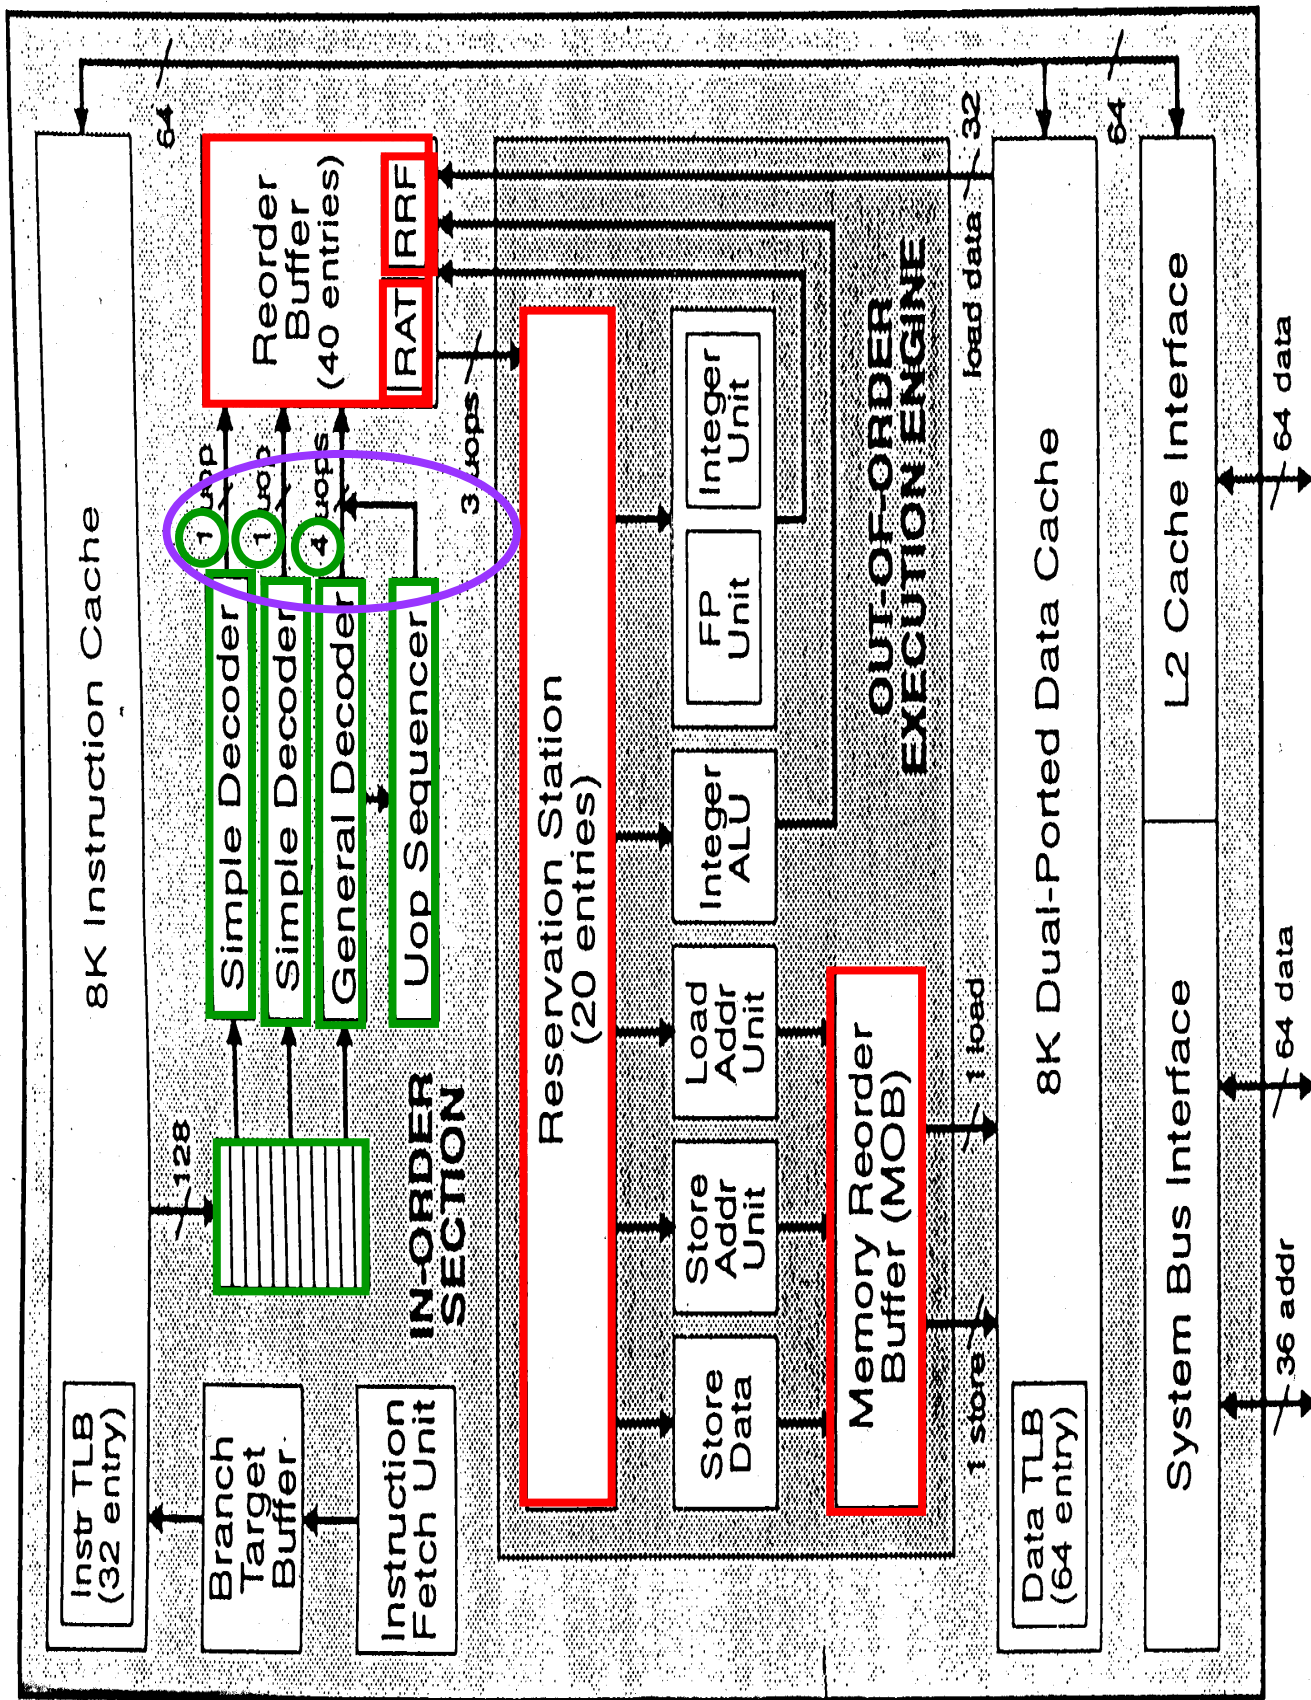 Instr TLB
(32 entry)
8K Instruction Cache
64
Branch
Target
Buffer
Instruction
Fetch Unit
128
IN-ORDER
SECTION
Simple Decoder
Simple Decoder
General Decoder
Uop Sequencer
1 uop
1 uop
4 uops
Reorder
Buffer
(40 entries)
RAT
RRF
3 uops
Reservation Station
(20 entries)
Store
Data
Store
Addr
Unit
Load
Addr
Unit
Integer
ALU
FP
Unit
Integer
Unit
Memory Reorder
Buffer (MOB)
OUT-OF-ORDER
EXECUTION ENGINE
1 store
1 load
load data
32
Data TLB
(64 entry)
8K Dual-Ported Data Cache
64
System Bus Interface
L2 Cache Interface
36 addr
64 data
64 data